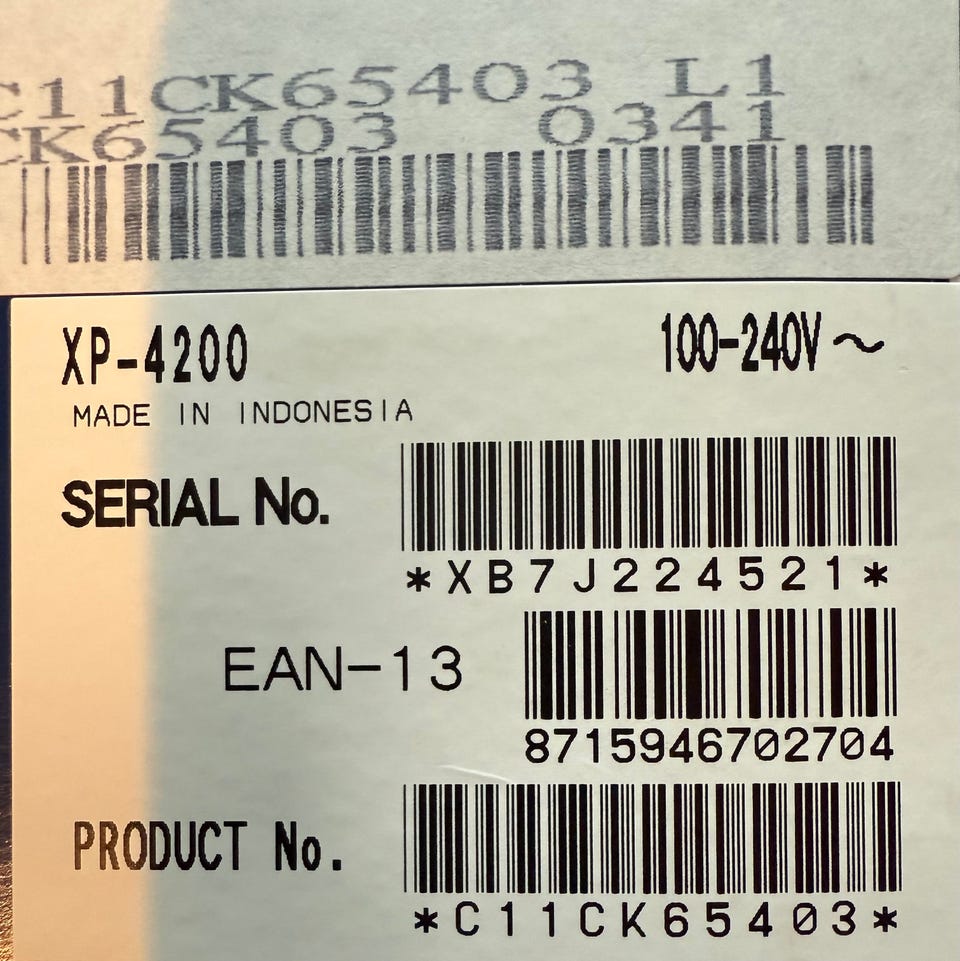 C11CK65403 L1
CK65403 0341
XP-4200 100-240V ~
MADE IN INDONESIA
SERIAL No.
*XB7J224521*
EAN-13
8715946702704
PRODUCT No.
*C11CK65403*